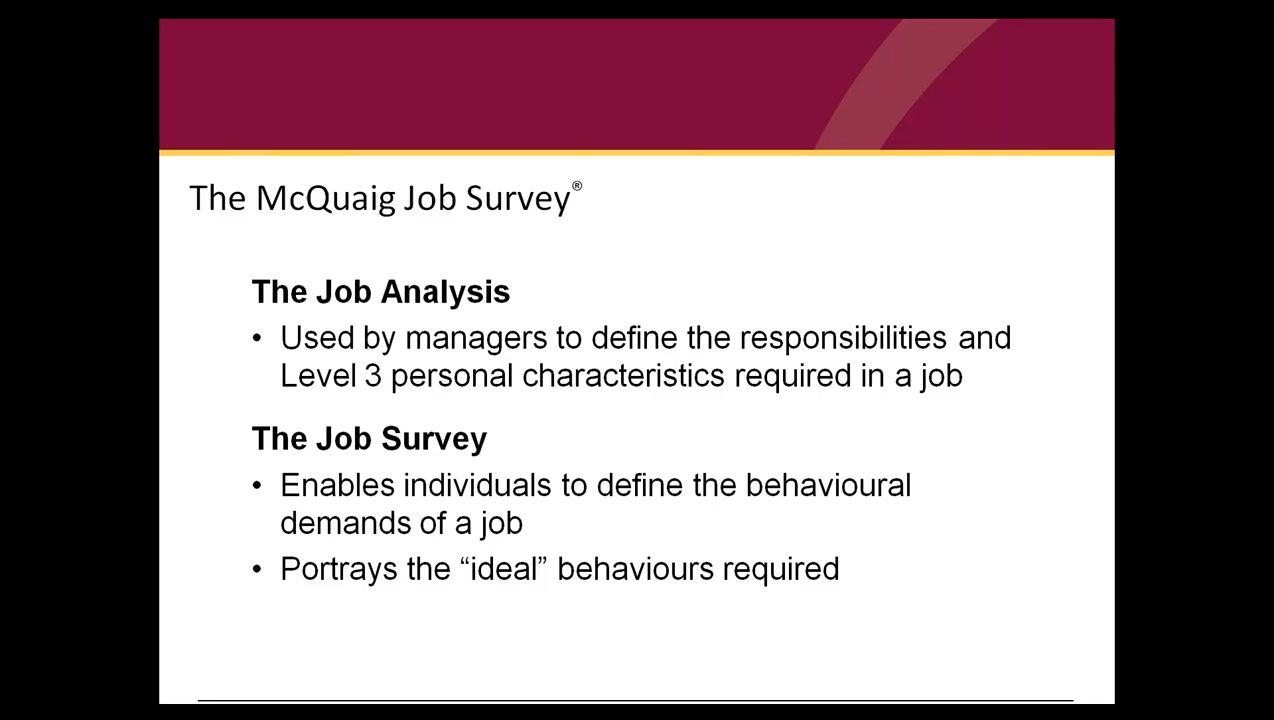 The McQuaig Job Survey®
The Job Analysis
• Used by managers to define the responsibilities and
Level 3 personal characteristics required in a job
The Job Survey
• Enables individuals to define the behavioural
demands of a job
• Portrays the “ideal” behaviours required